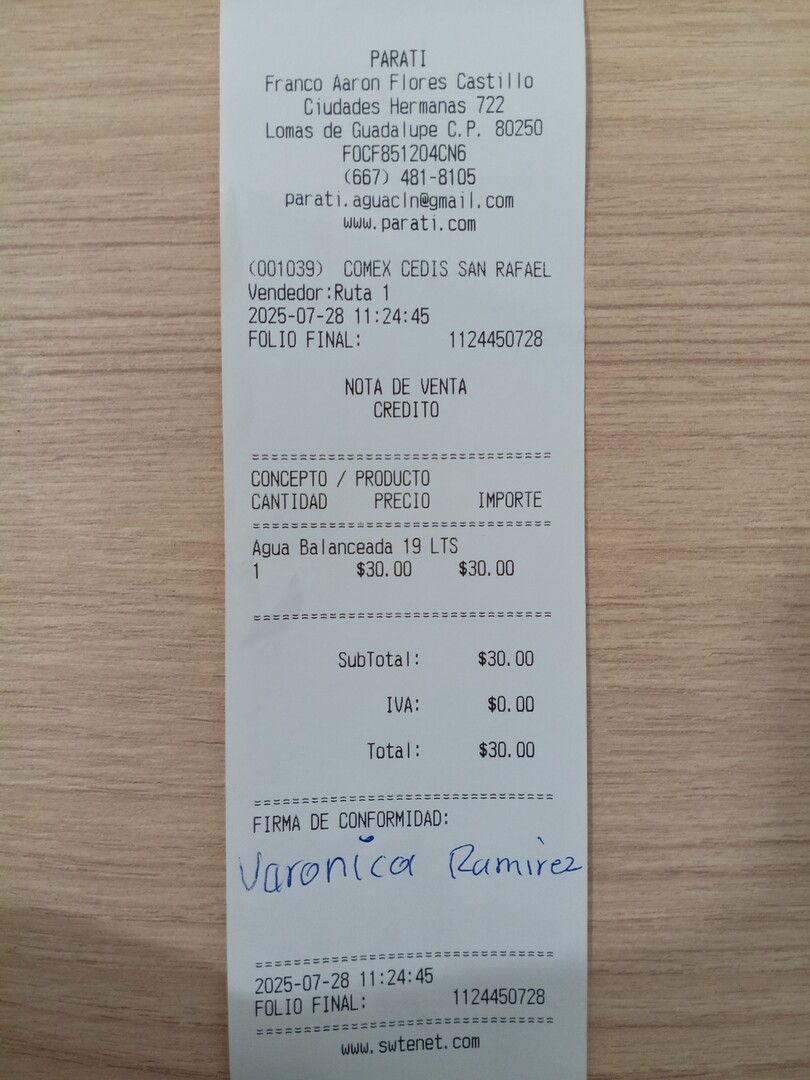 PARATI
Franco Aaron Flores Castillo
Ciudades Hermanas 722
Lomas de Guadalupe C.P. 80250
FOCF851204CN6
(667) 481-8105
parati.aguacln@gmail.com
www.parati.com
(001039) COMEX CEDIS SAN RAFAEL
Vendedor:Ruta 1
2025-07-28 11:24:45
FOLIO FINAL: 1124450728
NOTA DE VENTA
CREDITO
================================
CONCEPTO / PRODUCTO
CANTIDAD PRECIO IMPORTE
================================
Agua Balanceada 19 LTS
1 $30.00 $30.00
================================
SubTotal: $30.00
IVA: $0.00
Total: $30.00
================================
FIRMA DE CONFORMIDAD:
Varonica Ramirez
================================
2025-07-28 11:24:45
FOLIO FINAL: 1124450728
================================
www.swtenet.com